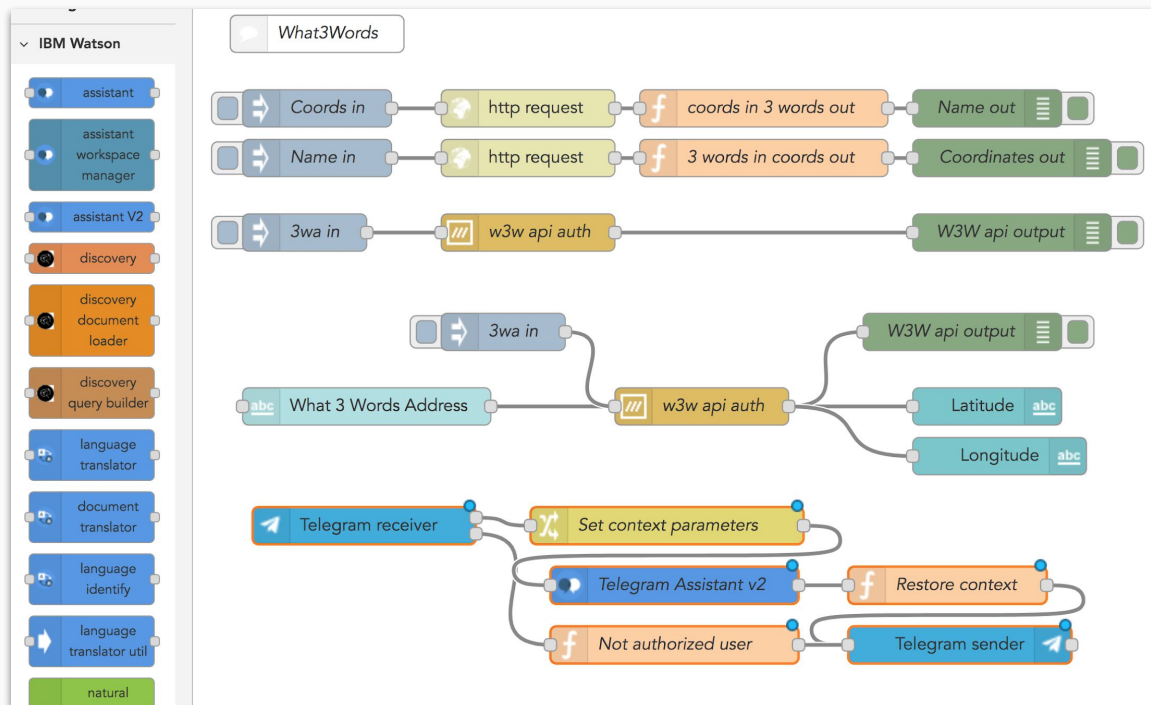 IBM Watson
assistant
assistant
workspace
manager
assistant V2
discovery
discovery
document
loader
discovery
query builder
language
translator
document
translator
language
identify
language
translator util
natural
What3Words
Coords in
http request
coords in 3 words out
Name out
Name in
http request
3 words in coords out
Coordinates out
3wa in
w3w api auth
W3W api output
3wa in
W3W api output
abc What 3 Words Address
w3w api auth
Latitude abc
Longitude abc
Telegram receiver
Set context parameters
Telegram Assistant v2
Restore context
Not authorized user
Telegram sender